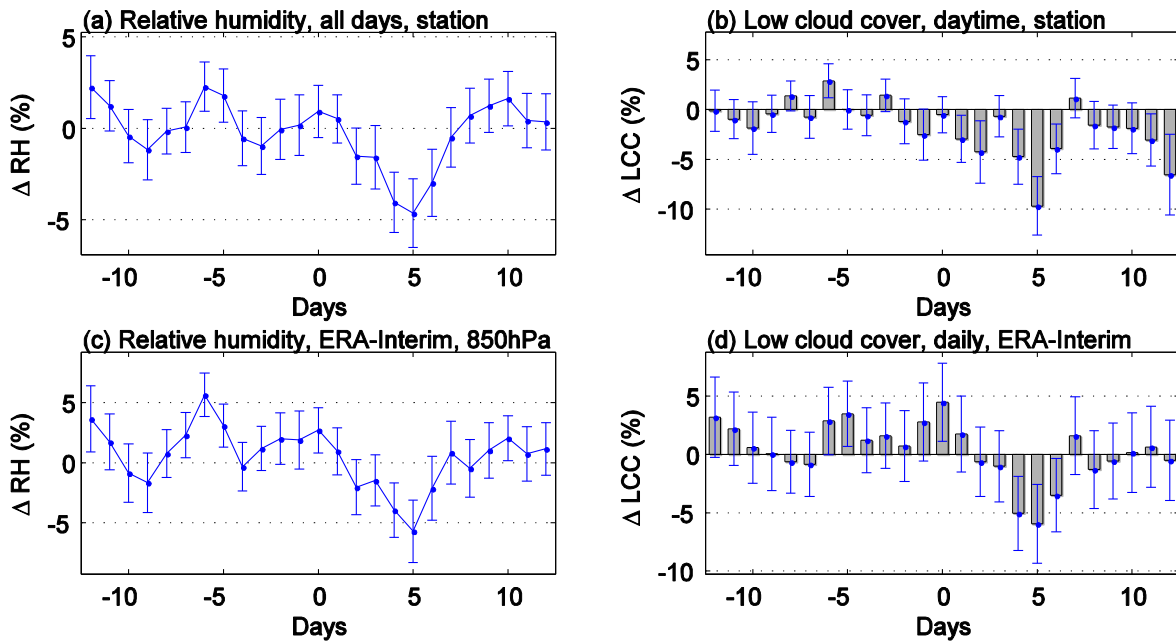 (a) Relative humidity, all days, station
5
0
-5
Δ RH (%)
-10 -5 0 5 10
Days
(b) Low cloud cover, daytime, station
5
0
-5
-10
Δ LCC (%)
-10 -5 0 5 10
Days
(c) Relative humidity, ERA-Interim, 850hPa
5
0
-5
Δ RH (%)
-10 -5 0 5 10
Days
(d) Low cloud cover, daily, ERA-Interim
5
0
-5
-10
Δ LCC (%)
-10 -5 0 5 10
Days